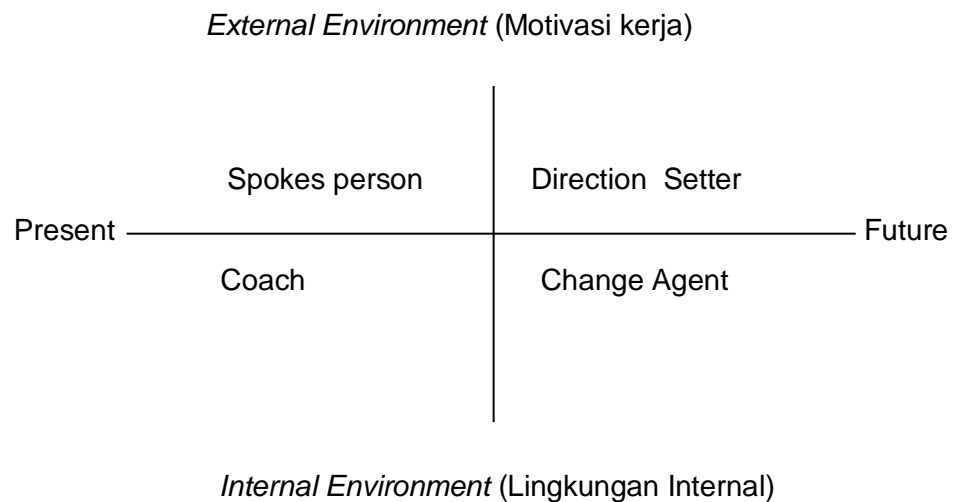 External Environment (Motivasi kerja)
Spokes person Direction Setter
Present Future
Coach Change Agent
Internal Environment (Lingkungan Internal)